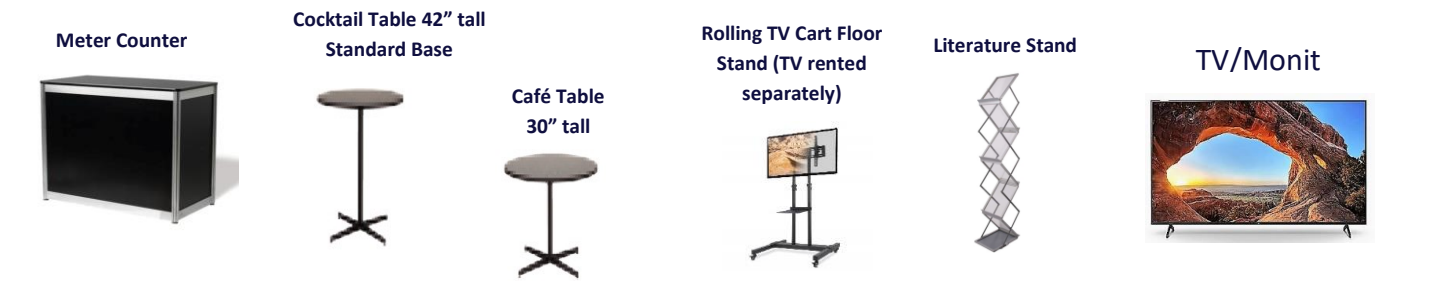 Meter Counter
Cocktail Table 42” tall
Standard Base
Café Table
30” tall
Rolling TV Cart Floor
Stand (TV rented
separately)
Literature Stand
TV/Monit